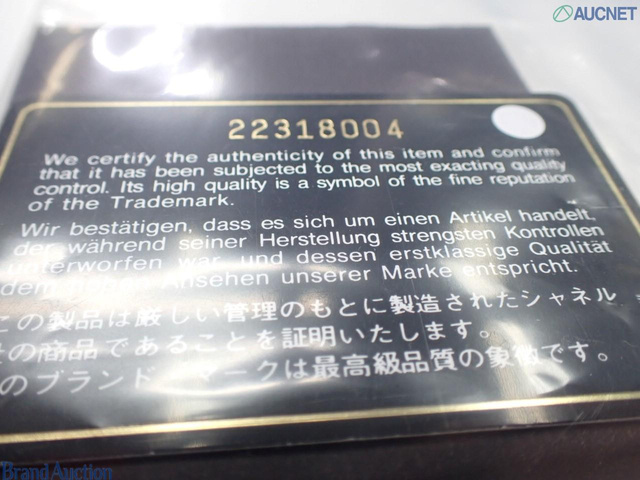 AUCNET
22318004
We certify the authenticity of this item and confirm
that it has been subjected to the most exacting quality
control. Its high quality is a symbol of the fine reputation
of the Trademark.
Wir bestätigen, dass es sich um einen Artikel handelt,
der während seiner Herstellung strengsten Kontrollen
unterworfen war und dessen erstklassige Qualität
dem Ansehen unserer Marke entspricht.
この製品は厳しい管理のもとに製造されたシャネル
の商品であることを証明いたします。
のブランド マークは最高級品質の象徴です。
Brand Auction